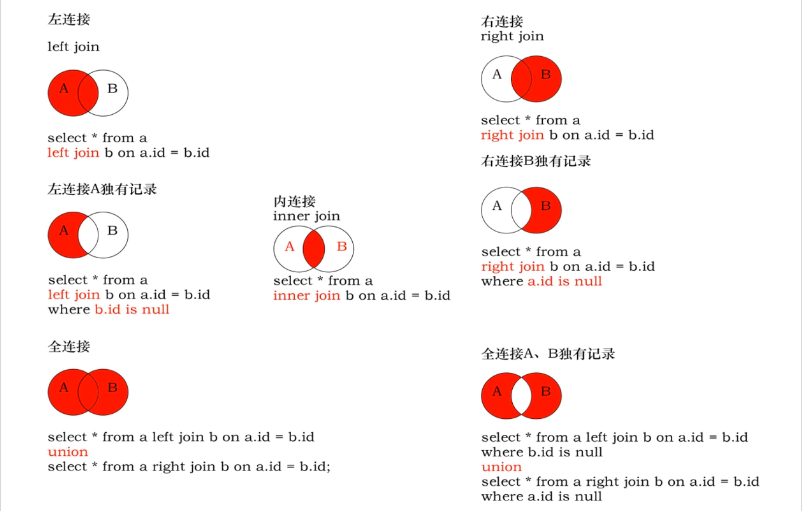 左连接
left join
A B
select * from a
left join b on a.id = b.id
右连接
right join
A B
select * from a
right join b on a.id = b.id
左连接A独有记录
A B
select * from a
left join b on a.id = b.id
where b.id is null
内连接
inner join
A B
select * from a
inner join b on a.id = b.id
右连接B独有记录
A B
select * from a
right join b on a.id = b.id
where a.id is null
全连接
A B
select * from a left join b on a.id = b.id
union
select * from a right join b on a.id = b.id;
全连接A、B独有记录
A B
select * from a left join b on a.id = b.id
where b.id is null
union
select * from a right join b on a.id = b.id
where a.id is null